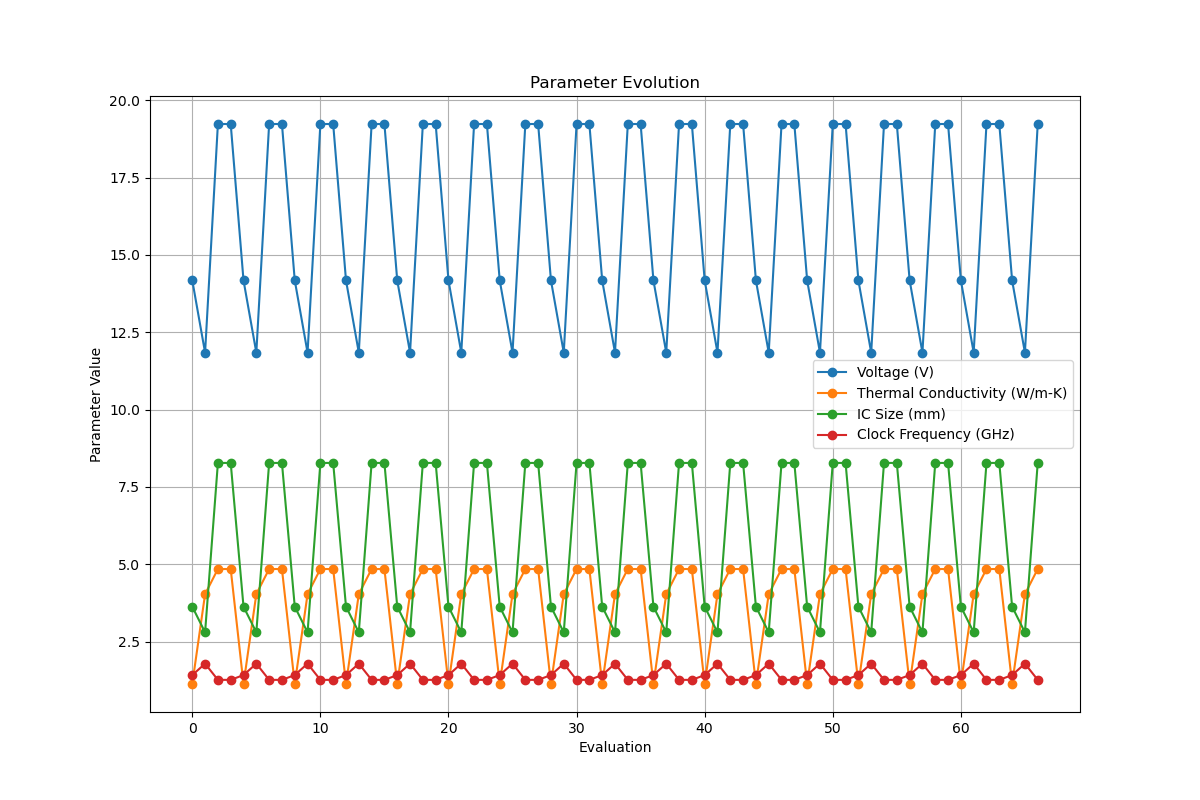 Parameter Evolution
20.0
17.5
15.0
12.5
10.0
7.5
5.0
2.5
Parameter Value
Voltage (V)
Thermal Conductivity (W/m-K)
IC Size (mm)
Clock Frequency (GHz)
0 10 20 30 40 50 60
Evaluation